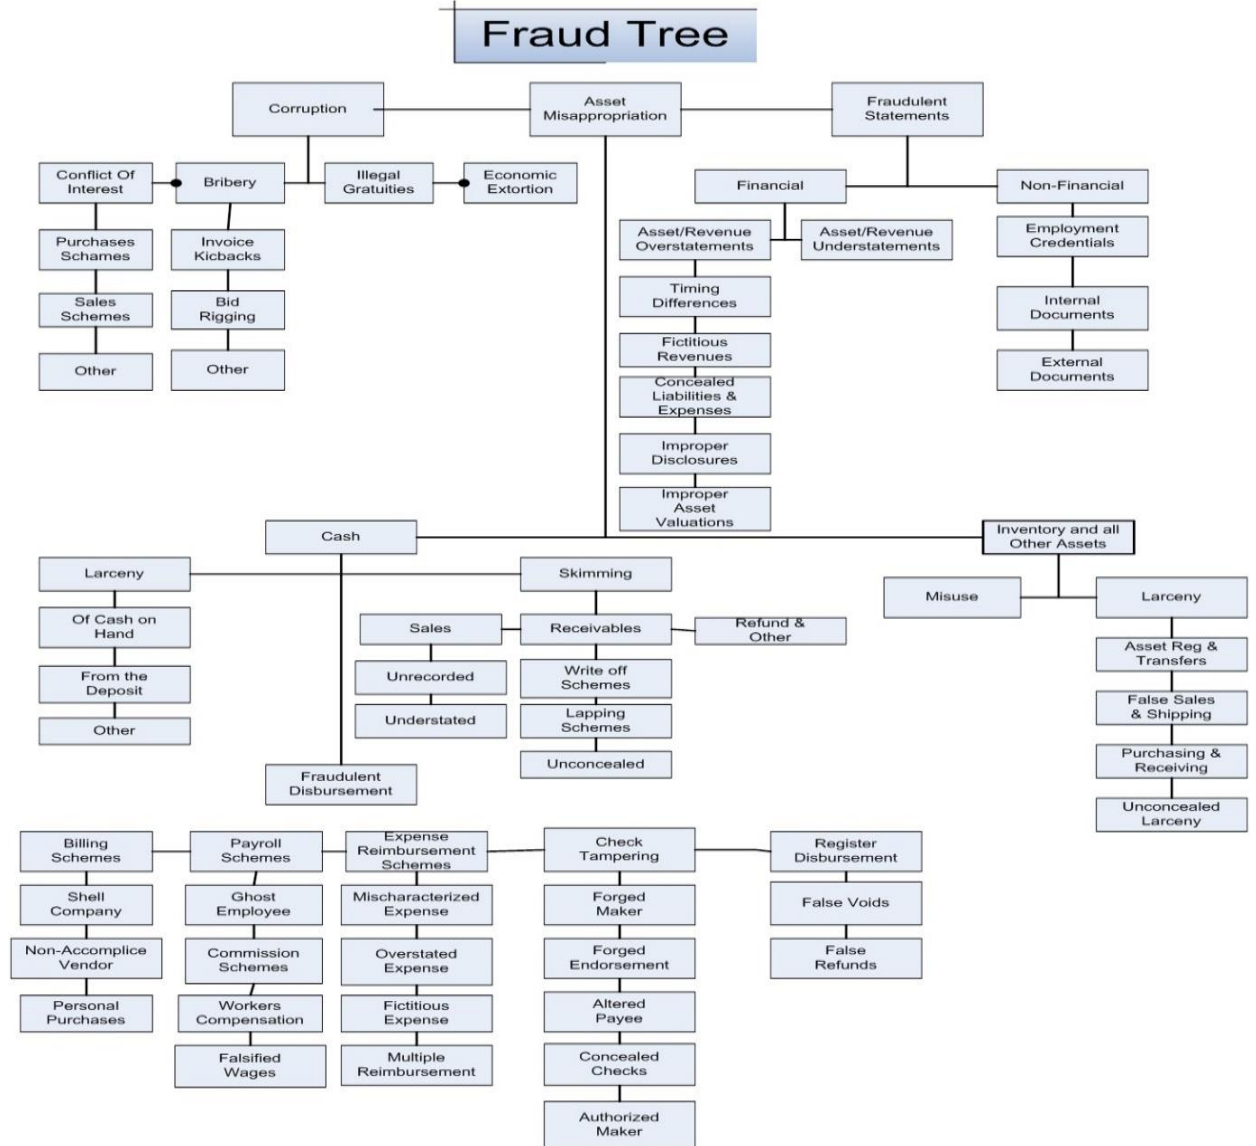 Fraud Tree
Corruption
Asset
Misappropriation
Fraudulent
Statements
Conflict Of
Interest
Bribery
Illegal
Gratuities
Economic
Extortion
Financial
Non-Financial
Purchases
Schames
Invoice
Kicbacks
Asset/Revenue
Overstatements
Asset/Revenue
Understatements
Employment
Credentials
Sales
Schemes
Bid
Rigging
Timing
Differences
Internal
Documents
Other
Other
Fictitious
Revenues
External
Documents
Concealed
Liabilities &
Expenses
Improper
Disclosures
Improper
Asset
Valuations
Cash
Inventory and all
Other Assets
Larceny
Skimming
Misuse
Larceny
Of Cash on
Hand
Sales
Receivables
Refund &
Other
Asset Reg &
Transfers
From the
Deposit
Unrecorded
Write off
Schemes
False Sales
& Shipping
Other
Understated
Lapping
Schemes
Purchasing &
Receiving
Unconcealed
Fraudulent
Disbursement
Unconcealed
Larceny
Billing
Schemes
Payroll
Schemes
Expense
Reimbursement
Schemes
Check
Tampering
Register
Disbursement
Shell
Company
Ghost
Employee
Mischaracterized
Expense
Forged
Maker
False Voids
Non-Accomplice
Vendor
Commission
Schemes
Overstated
Expense
Forged
Endorsement
False
Refunds
Personal
Purchases
Workers
Compensation
Fictitious
Expense
Altered
Payee
Falsified
Wages
Multiple
Reimbursement
Concealed
Checks
Authorized
Maker